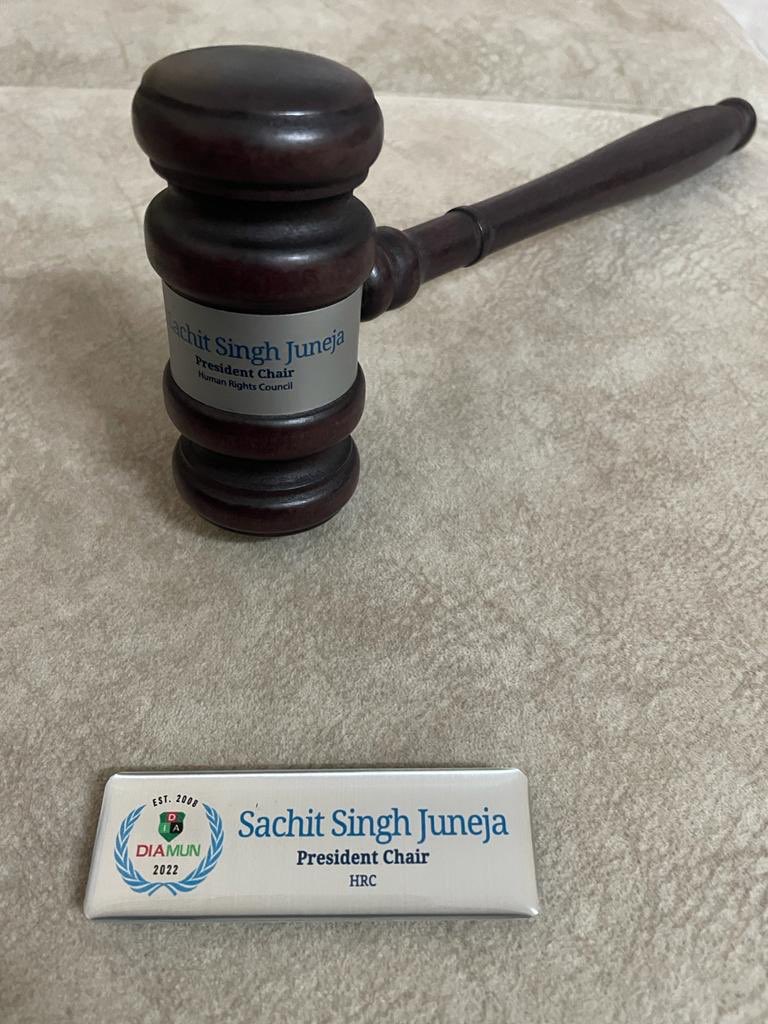 Sachit Singh Juneja
President Chair
Human Rights Council
EST. 2008
DIA
DIAMUN
2022
Sachit Singh Juneja
President Chair
HRC